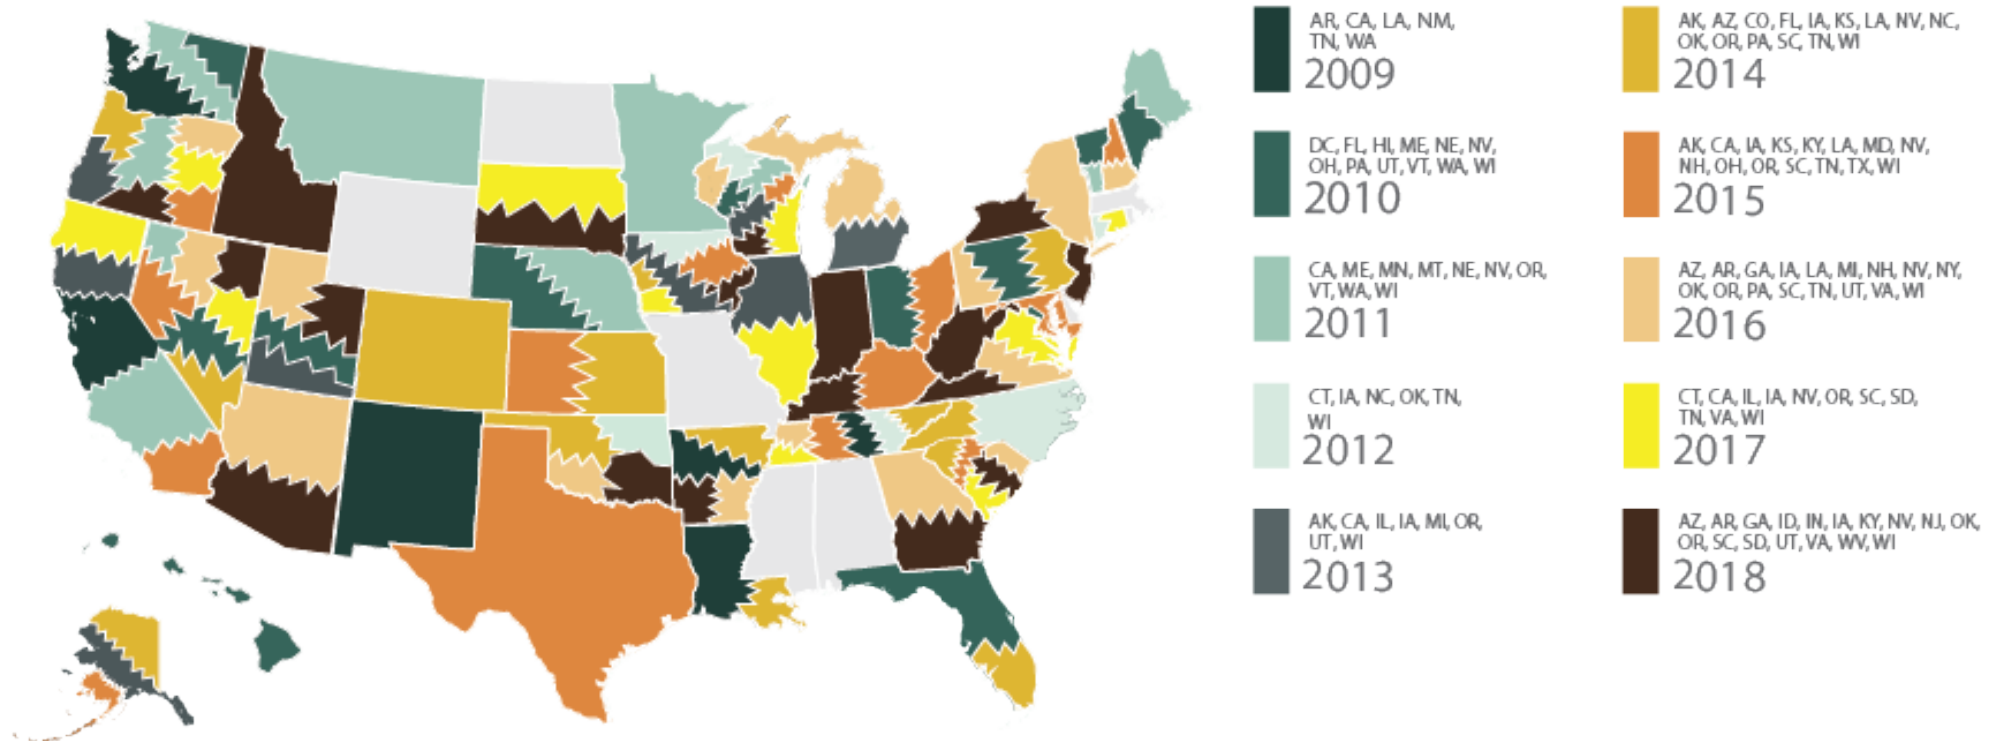 AR, CA, LA, NM,
TN, WA
2009
DC, FL, HI, ME, NE, NV,
OH, PA, UT, VT, WA, WI
2010
CA, ME, MN, MT, NE, NV, OR,
VT, WA, WI
2011
CT, IA, NC, OK, TN,
WI
2012
AK, CA, IL, IA, MI, OR,
UT, WI
2013
AK, AZ, CO, FL, IA, KS, LA, NV, NC,
OK, OR, PA, SC, TN, WI
2014
AK, CA, IA, KS, KY, LA, MD, NV,
NH, OH, OR, SC, TN, TX, WI
2015
AZ, AR, GA, IA, LA, MI, NH, NV, NY,
OK, OR, PA, SC, TN, UT, VA, WI
2016
CT, CA, IL, IA, NV, OR, SC, SD,
TN, VA, WI
2017
AZ, AR, GA, ID, IN, IA, KY, NV, NJ, OK,
OR, SC, SD, UT, VA, WV, WI
2018